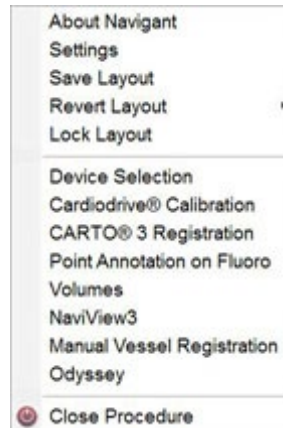 About Navigant
Settings
Save Layout
Revert Layout
Lock Layout
Device Selection
Cardiodrive® Calibration
CARTO® 3 Registration
Point Annotation on Fluoro
Volumes
NaviView3
Manual Vessel Registration
Odyssey
Close Procedure